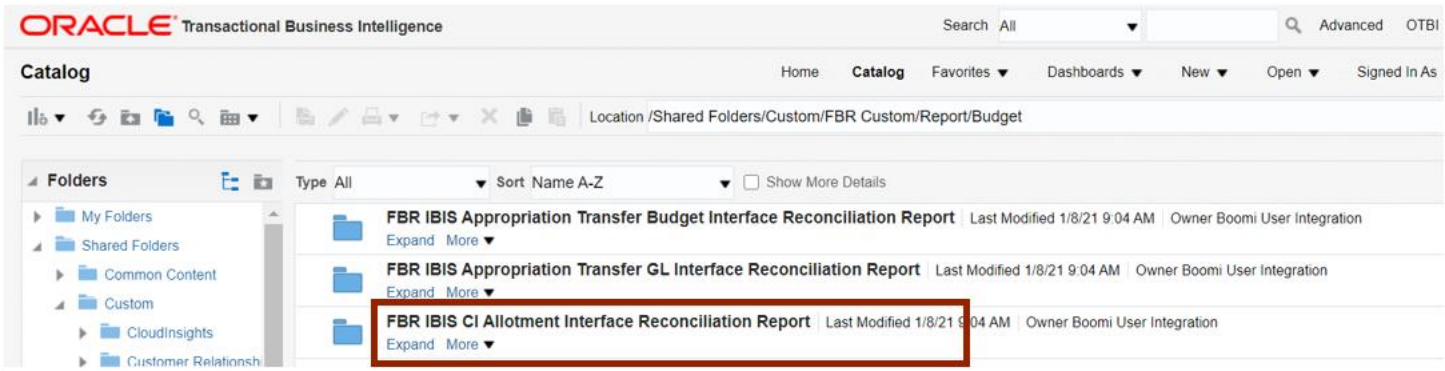 ORACLE Transactional Business Intelligence Search All Advanced OTBI
Catalog Home Catalog Favorites Dashboards New Open Signed In As
Location /Shared Folders/Custom/FBR Custom/Report/Budget
Folders Type All Sort Name A-Z Show More Details
My Folders FBR IBIS Appropriation Transfer Budget Interface Reconciliation Report Last Modified 1/8/21 9:04 AM Owner Boomi User Integration
Shared Folders Expand More
Common Content FBR IBIS Appropriation Transfer GL Interface Reconciliation Report Last Modified 1/8/21 9:04 AM Owner Boomi User Integration
Custom Expand More
CloudInsights FBR IBIS CI Allotment Interface Reconciliation Report Last Modified 1/8/21 9:04 AM Owner Boomi User Integration
Customer Relationsh Expand More